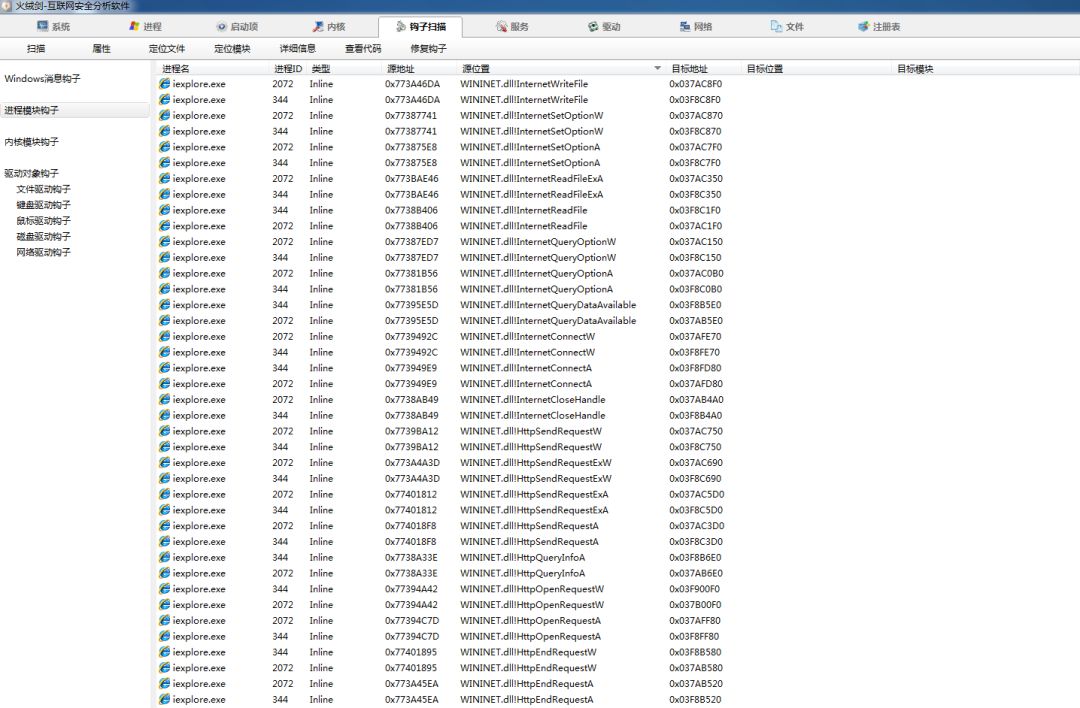 火绒剑-互联网安全分析软件
系统 进程 启动项 内核 钩子扫描 服务 驱动 网络 文件 注册表
扫描 属性 定位文件 定位模块 详细信息 查看代码 修复钩子
Windows消息钩子
进程模块钩子
内核模块钩子
驱动对象钩子
文件驱动钩子
键盘驱动钩子
鼠标驱动钩子
磁盘驱动钩子
网络驱动钩子
进程名 进程ID 类型 源地址 源位置 目标地址 目标位置 目标模块
iexplore.exe 2072 Inline 0x773A46DA WININET.dll!InternetWriteFile 0x037AC8F0
iexplore.exe 344 Inline 0x773A46DA WININET.dll!InternetWriteFile 0x03F8C8F0
iexplore.exe 2072 Inline 0x77387741 WININET.dll!InternetSetOptionW 0x037AC870
iexplore.exe 344 Inline 0x77387741 WININET.dll!InternetSetOptionW 0x03F8C870
iexplore.exe 2072 Inline 0x773875E8 WININET.dll!InternetSetOptionA 0x037AC7F0
iexplore.exe 344 Inline 0x773875E8 WININET.dll!InternetSetOptionA 0x03F8C7F0
iexplore.exe 2072 Inline 0x773BAE46 WININET.dll!InternetReadFileExA 0x037AC350
iexplore.exe 344 Inline 0x773BAE46 WININET.dll!InternetReadFileExA 0x03F8C350
iexplore.exe 344 Inline 0x7738B406 WININET.dll!InternetReadFile 0x03F8C1F0
iexplore.exe 2072 Inline 0x7738B406 WININET.dll!InternetReadFile 0x037AC1F0
iexplore.exe 2072 Inline 0x77387ED7 WININET.dll!InternetQueryOptionW 0x037AC150
iexplore.exe 344 Inline 0x77387ED7 WININET.dll!InternetQueryOptionW 0x03F8C150
iexplore.exe 2072 Inline 0x77381B56 WININET.dll!InternetQueryOptionA 0x037AC0B0
iexplore.exe 344 Inline 0x77381B56 WININET.dll!InternetQueryOptionA 0x03F8C0B0
iexplore.exe 344 Inline 0x77395E5D WININET.dll!InternetQueryDataAvailable 0x03F8B5E0
iexplore.exe 2072 Inline 0x77395E5D WININET.dll!InternetQueryDataAvailable 0x037AB5E0
iexplore.exe 2072 Inline 0x7739492C WININET.dll!InternetConnectW 0x037AFE70
iexplore.exe 344 Inline 0x7739492C WININET.dll!InternetConnectW 0x03F8FE70
iexplore.exe 344 Inline 0x773949E9 WININET.dll!InternetConnectA 0x03F8FD80
iexplore.exe 2072 Inline 0x773949E9 WININET.dll!InternetConnectA 0x037AFD80
iexplore.exe 2072 Inline 0x7738AB49 WININET.dll!InternetCloseHandle 0x037AB4A0
iexplore.exe 344 Inline 0x7738AB49 WININET.dll!InternetCloseHandle 0x03F8B4A0
iexplore.exe 2072 Inline 0x7739BA12 WININET.dll!HttpSendRequestW 0x037AC750
iexplore.exe 344 Inline 0x7739BA12 WININET.dll!HttpSendRequestW 0x03F8C750
iexplore.exe 2072 Inline 0x773A4A3D WININET.dll!HttpSendRequestExW 0x037AC690
iexplore.exe 344 Inline 0x773A4A3D WININET.dll!HttpSendRequestExW 0x03F8C690
iexplore.exe 2072 Inline 0x77401812 WININET.dll!HttpSendRequestExA 0x037AC5D0
iexplore.exe 344 Inline 0x77401812 WININET.dll!HttpSendRequestExA 0x03F8C5D0
iexplore.exe 2072 Inline 0x774018F8 WININET.dll!HttpSendRequestA 0x037AC3D0
iexplore.exe 344 Inline 0x774018F8 WININET.dll!HttpSendRequestA 0x03F8C3D0
iexplore.exe 344 Inline 0x7738A33E WININET.dll!HttpQueryInfoA 0x03F8B6E0
iexplore.exe 2072 Inline 0x7738A33E WININET.dll!HttpQueryInfoA 0x037AB6E0
iexplore.exe 344 Inline 0x77394A42 WININET.dll!HttpOpenRequestW 0x03F900F0
iexplore.exe 2072 Inline 0x77394A42 WININET.dll!HttpOpenRequestW 0x037B00F0
iexplore.exe 2072 Inline 0x77394C7D WININET.dll!HttpOpenRequestA 0x037AFF80
iexplore.exe 344 Inline 0x77394C7D WININET.dll!HttpOpenRequestA 0x03F8FF80
iexplore.exe 344 Inline 0x77401895 WININET.dll!HttpEndRequestW 0x03F8B580
iexplore.exe 2072 Inline 0x77401895 WININET.dll!HttpEndRequestW 0x037AB580
iexplore.exe 2072 Inline 0x773A45EA WININET.dll!HttpEndRequestA 0x037AB520
iexplore.exe 344 Inline 0x773A45EA WININET.dll!HttpEndRequestA 0x03F8B520